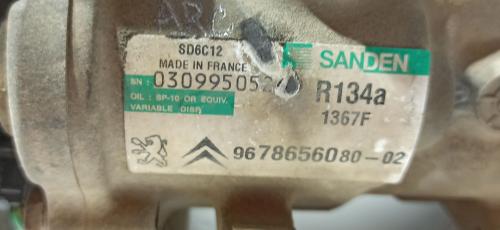 SD6C12
MADE IN FRANCE
SANDEN
SN : 030995052
OIL : SP-10 OR EQUIV.
VARIABLE DISP.
R134a
1367F
9678656080-02